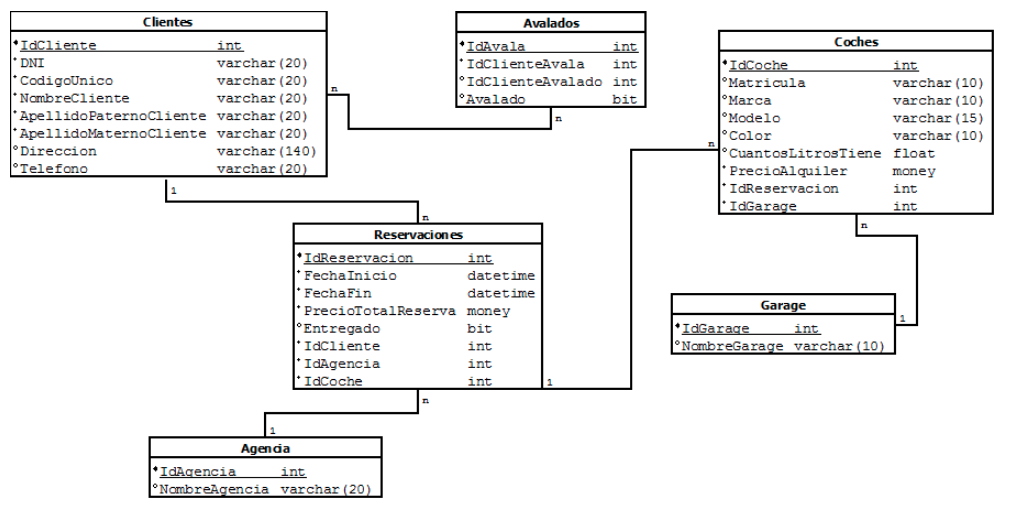 Clientes
IdCliente int
DNI varchar(20)
CodigoUnico varchar(20)
NombreCliente varchar(20)
ApellidoPaternoCliente varchar(20)
ApellidoMaternoCliente varchar(20)
Direccion varchar(140)
Telefono varchar(20)
Avalados
IdAvala int
IdClienteAvala int
IdClienteAvalado int
Avalado bit
Coches
IdCoche int
Matricula varchar(10)
Marca varchar(10)
Modelo varchar(15)
Color varchar(10)
CuantosLitrosTiene float
PrecioAlquiler money
IdReservacion int
IdGarage int
n
n
n
1
n
Reservaciones
IdReservacion int
FechaInicio datetime
FechaFin datetime
PrecioTotalReserva money
Entregado bit
IdCliente int
IdAgencia int
IdCoche int
1
n
1
n
1
Garage
IdGarage int
NombreGarage varchar(10)
Agencia
IdAgencia int
NombreAgencia varchar(20)